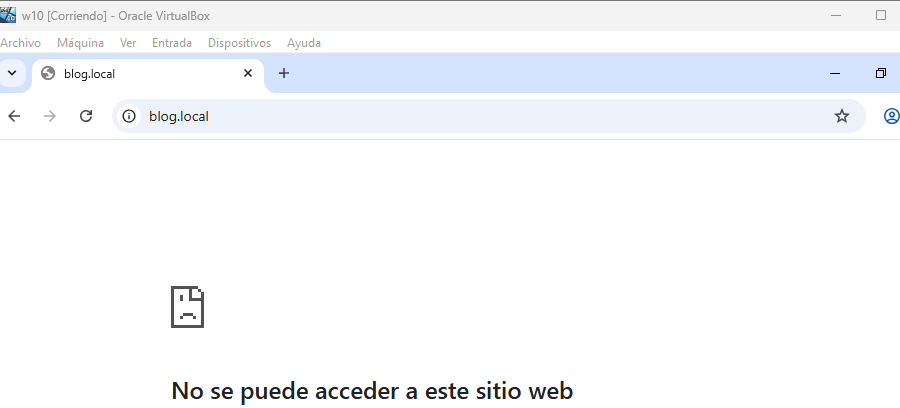 w10 [Corriendo] - Oracle VirtualBox
Archivo Máquina Ver Entrada Dispositivos Ayuda
blog.local
blog.local
No se puede acceder a este sitio web